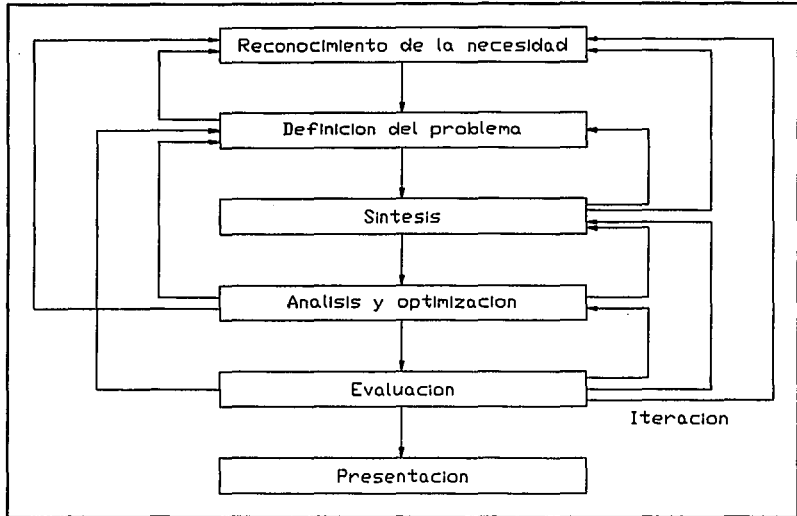 Reconocimiento de la necesidad
Definicion del problema
Sintesis
Analisis y optimizacion
Evaluacion
Iteracion
Presentacion